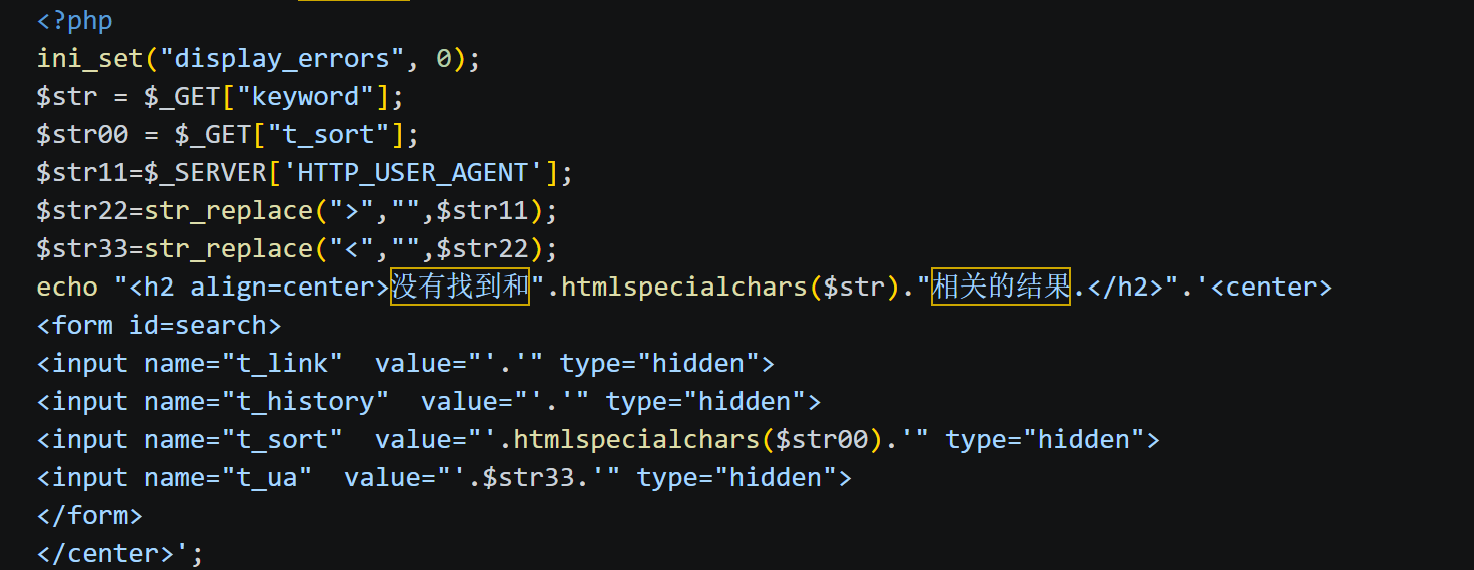 <?php
ini_set("display_errors", 0);
$str = $_GET["keyword"];
$str00 = $_GET["t_sort"];
$str11=$_SERVER['HTTP_USER_AGENT'];
$str22=str_replace(">","",$str11);
$str33=str_replace("<","",$str22);
echo "<h2 align=center>没有找到和".htmlspecialchars($str)."相关的结果.</h2>".'<center>
<form id=search>
<input name="t_link"  value="'.'" type="hidden">
<input name="t_history"  value="'.'" type="hidden">
<input name="t_sort"  value="'.htmlspecialchars($str00).'" type="hidden">
<input name="t_ua"  value="'.$str33.'" type="hidden">
</form>
</center>';